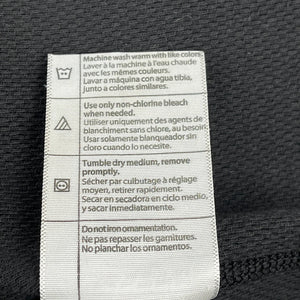 Machine wash warm with like colors.
Laver à la machine à l'eau chaude
avec les mêmes couleurs.
Lavar a máquina con agua tibia,
junto a colores similares.
Use only non-chlorine bleach
when needed.
Utiliser uniquement des agents de
blanchiment sans chlore, au besoin.
Usar solamente blanqueador sin
cloro cuando lo necesite.
Tumble dry medium, remove
promptly.
Sécher par culbutage à réglage
moyen, retirer rapidement.
Secar en secadora en ciclo medio,
y sacar inmediatamente.
Do not iron ornamentation.
Ne pas repasser les garnitures.
No planchar los ornamentos.